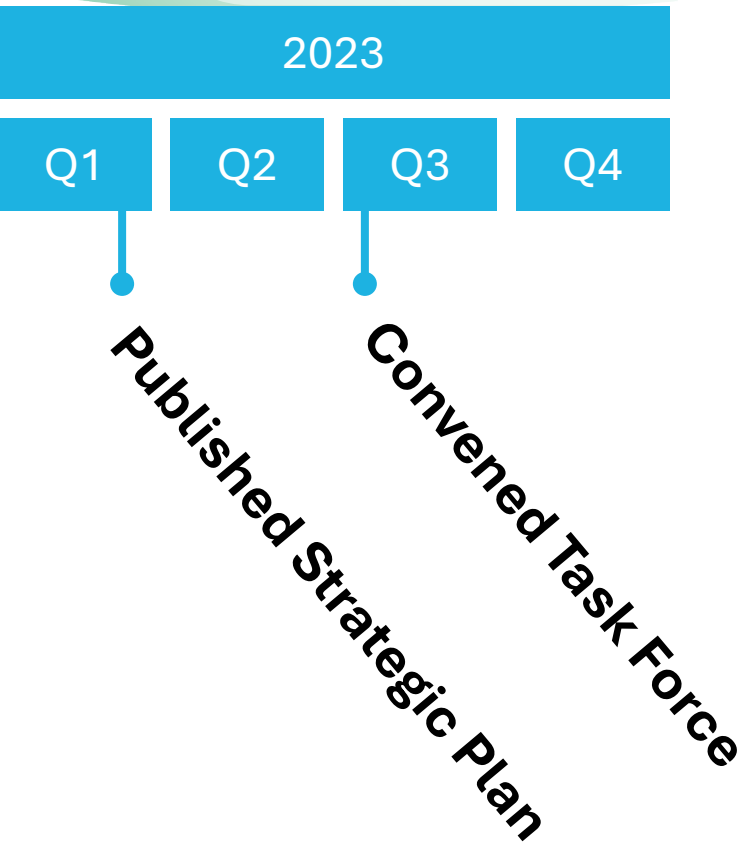 2023
Q1 Q2 Q3 Q4
Published Strategic Plan
Convened Task Force